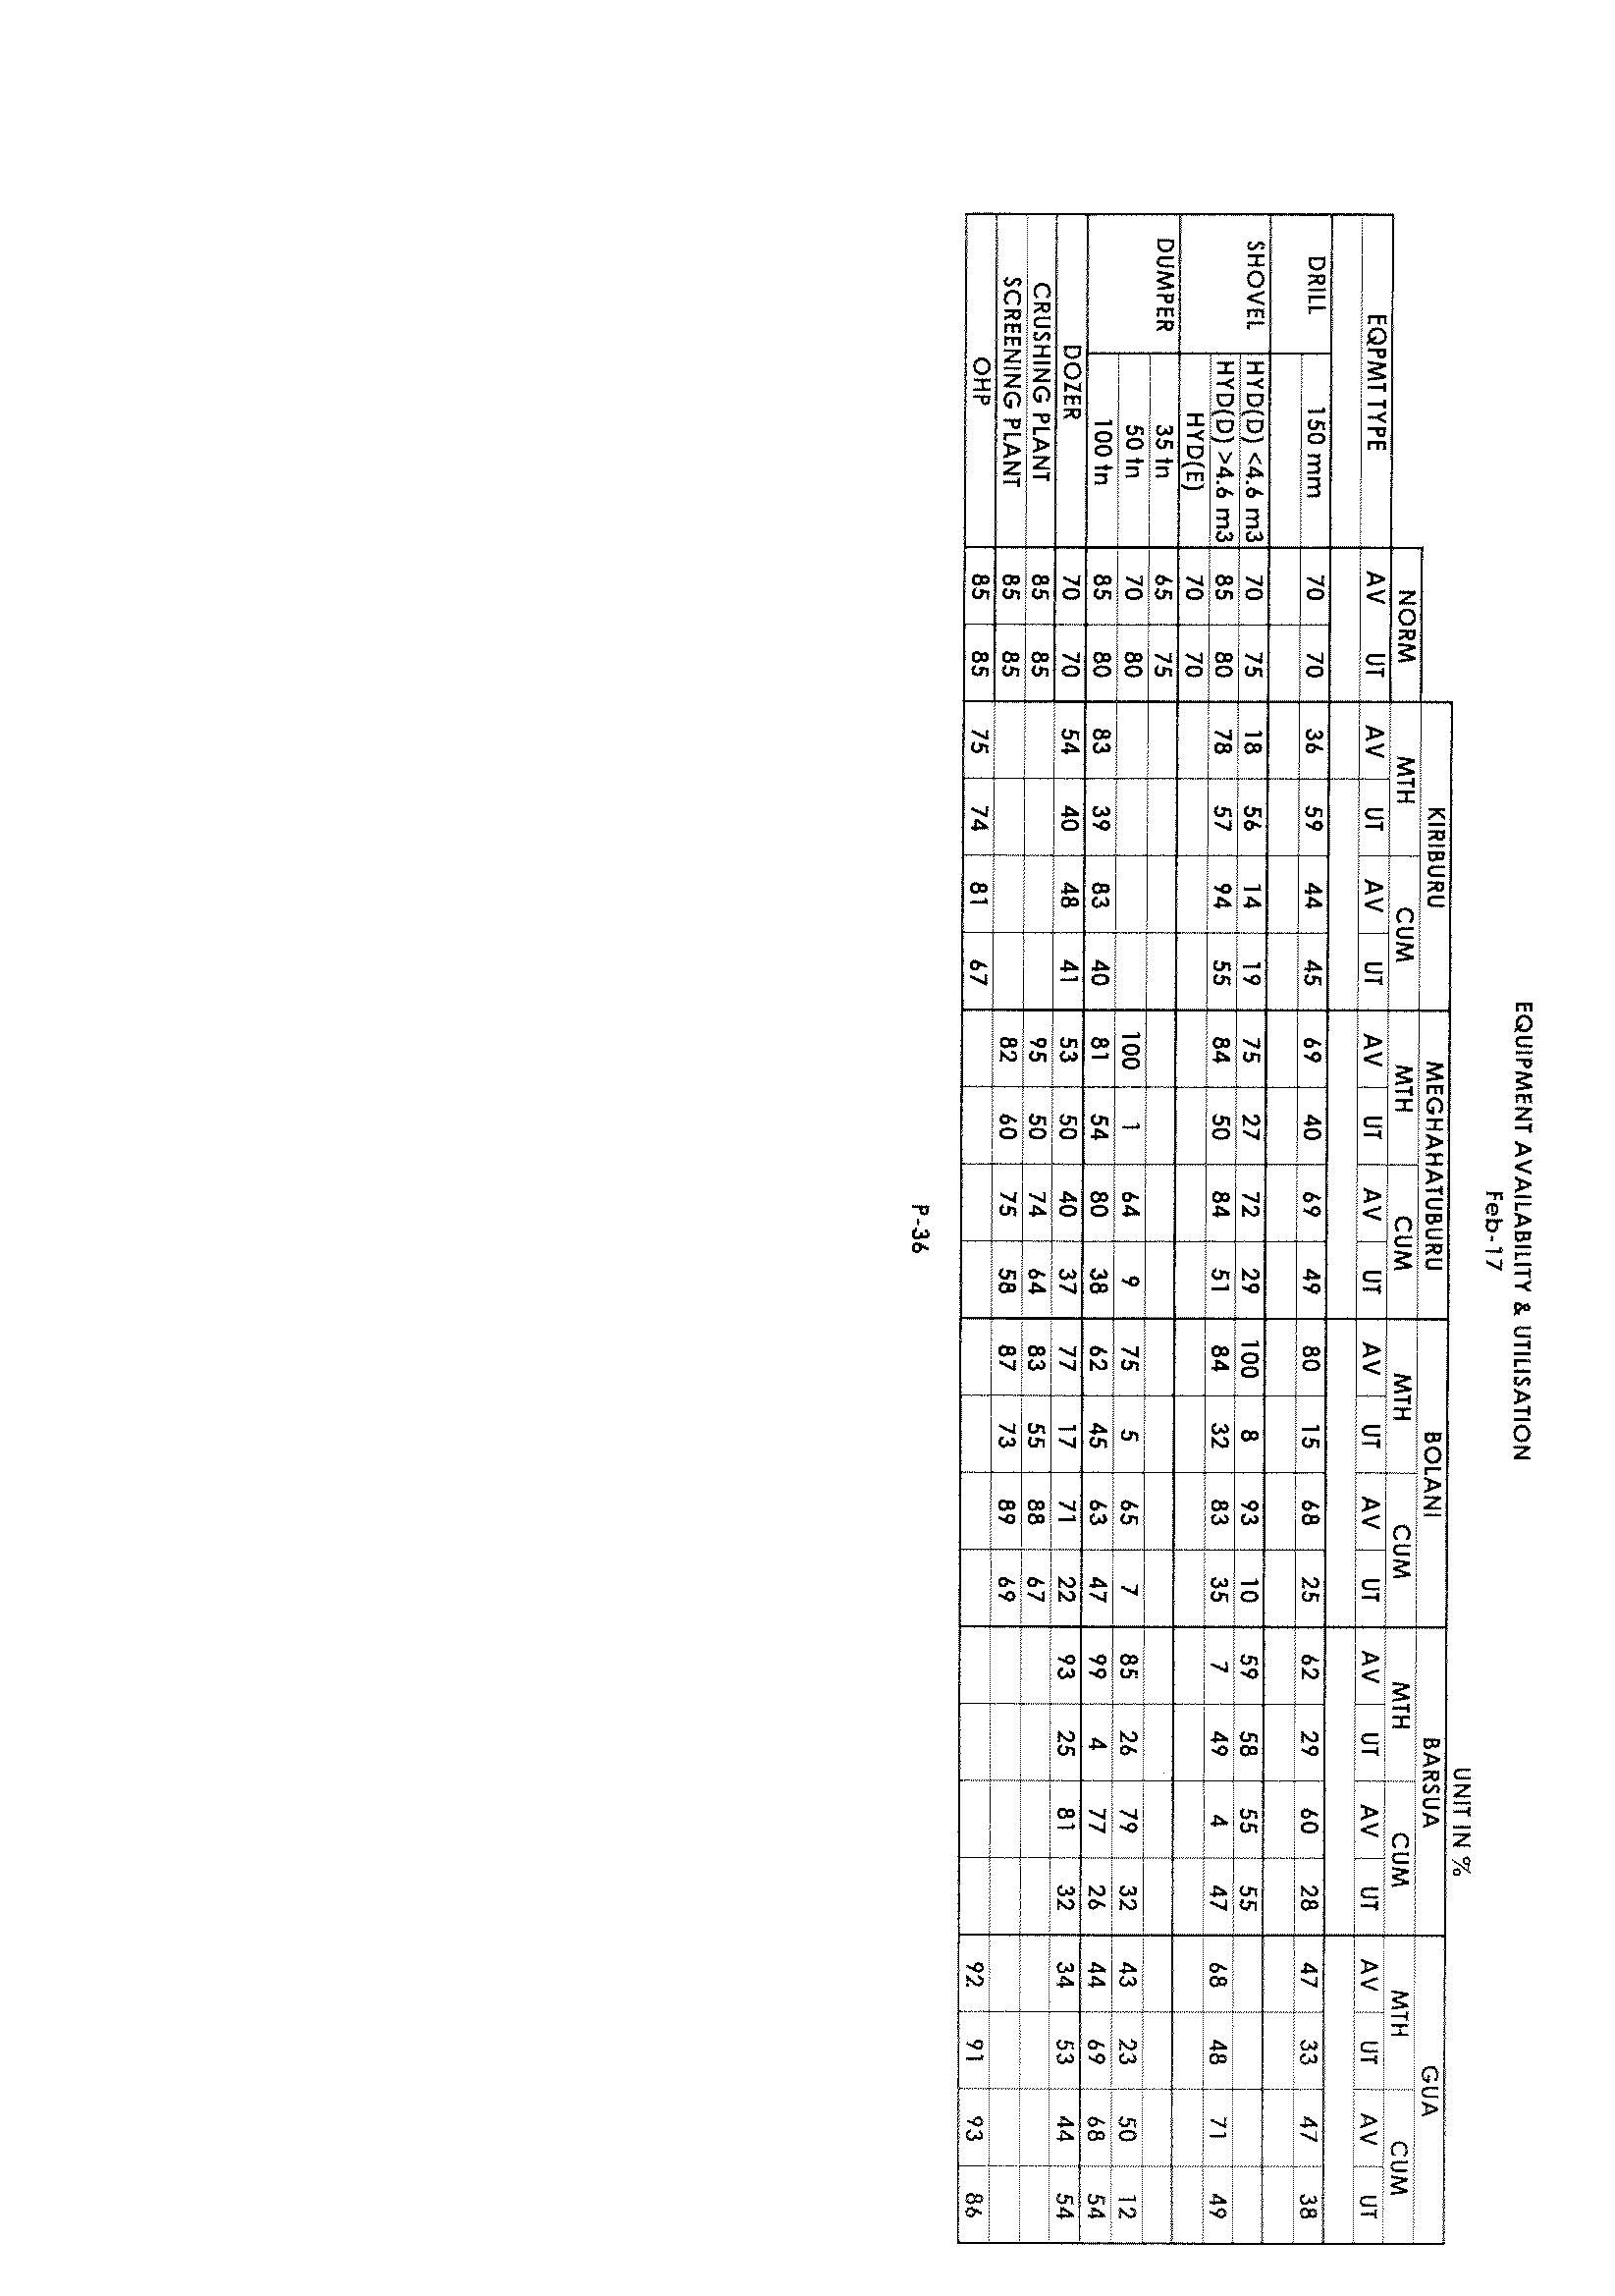 EQUIPMENT AVAILABILITY & UTILISATION
Feb-17
UNIT IN %
KIRIBURU MEGHAHATUBURU BOLANI BARSUA GUA
NORM MTH CUM MTH CUM MTH CUM MTH CUM MTH CUM
EQPMT TYPE AV UT AV UT AV UT AV UT AV UT AV UT AV UT AV UT AV UT AV UT AV UT
DRILL 150 mm 70 70 36 59 44 45 69 40 69 49 80 15 68 25 62 29 60 28 47 33 47 38
SHOVEL HYD(D) <4.6 m3 70 75 18 56 14 19 75 27 72 29 100 8 93 10 59 58 55 55
HYD(D) >4.6 m3 85 80 78 57 94 55 84 50 84 51 84 32 83 35 7 49 4 47 68 48 71 49
HYD(E) 70 70
DUMPER 35 tn 65 75
50 tn 70 80 100 1 64 9 75 5 65 7 85 26 79 32 43 23 50 12
100 tn 85 80 83 39 83 40 81 54 80 38 62 45 63 47 99 4 77 26 44 69 68 54
DOZER 70 70 54 40 48 41 53 50 40 37 77 17 71 22 93 25 81 32 34 53 44 54
CRUSHING PLANT 85 85 95 50 74 64 83 55 88 67
SCREENING PLANT 85 85 82 60 75 58 87 73 89 69
OHP 85 85 75 74 81 67 92 91 93 86
P-36